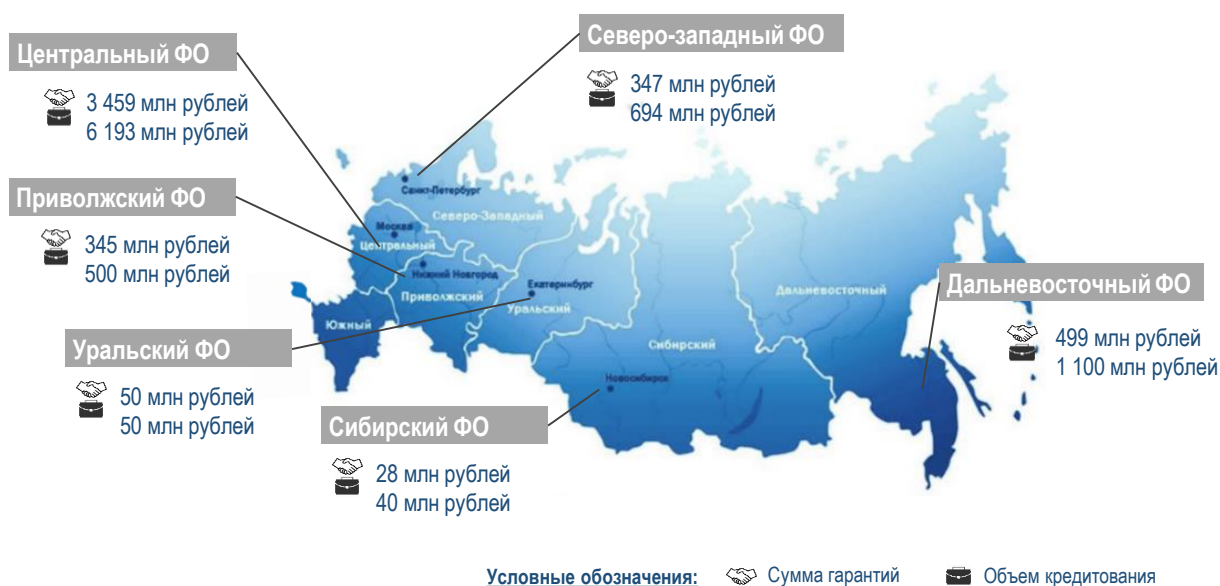 Центральный ФО
3 459 млн рублей
6 193 млн рублей
Северо-западный ФО
347 млн рублей
694 млн рублей
Приволжский ФО
345 млн рублей
500 млн рублей
Уральский ФО
50 млн рублей
50 млн рублей
Сибирский ФО
28 млн рублей
40 млн рублей
Дальневосточный ФО
499 млн рублей
1 100 млн рублей
Санкт-Петербург
Северо-Западный
Москва
Центральный
Нижний Новгород
Приволжский
Екатеринбург
Уральский
Южный
Сибирский
Новосибирск
Дальневосточный
Условные обозначения: Сумма гарантий Объем кредитования